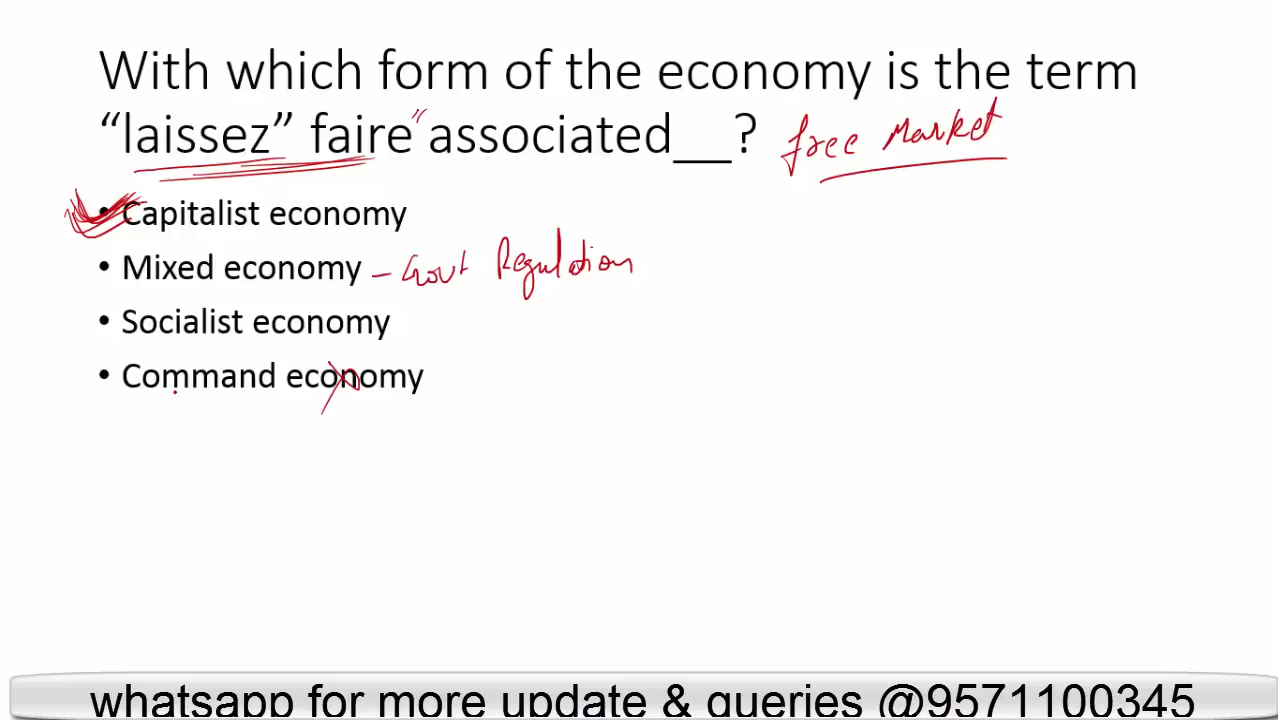 With which form of the economy is the term
“laissez” faire” associated__? free Market
• Capitalist economy
• Mixed economy – Govt Regulation
• Socialist economy
• Command economy
whatsapp for more update & queries @9571100345